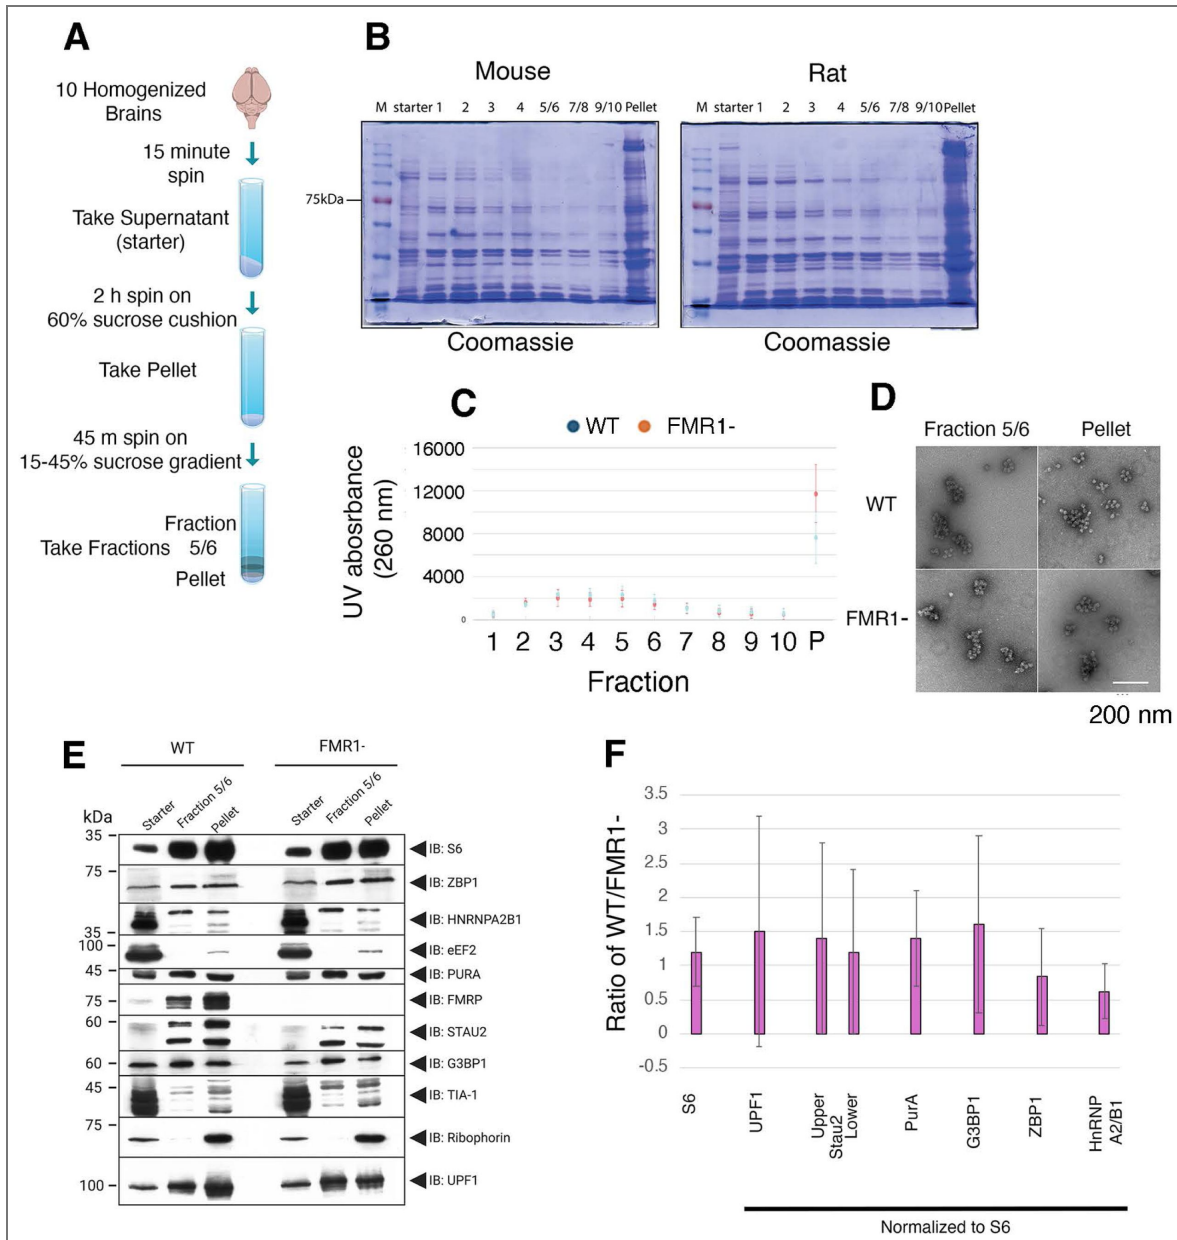 A
10 Homogenized
Brains
15 minute
spin
Take Supernatant
(starter)
2 h spin on
60% sucrose cushion
Take Pellet
45 m spin on
15-45% sucrose gradient
Fraction
Take Fractions 5/6
Pellet
B
Mouse
Rat
M starter 1 2 3 4 5/6 7/8 9/10 Pellet
M starter 1 2 3 4 5/6 7/8 9/10 Pellet
75kDa
Coomassie
Coomassie
C
WT FMR1-
UV abosrbance
(260 nm)
16000
12000
8000
4000
0
1 2 3 4 5 6 7 8 9 10 P
Fraction
D
Fraction 5/6 Pellet
WT
FMR1-
200 nm
E
WT FMR1-
Starter Fraction 5/6 Pellet Starter Fraction 5/6 Pellet
kDa
35
IB: S6
75
IB: ZBP1
IB: HNRNPA2B1
35
100
IB: eEF2
45
IB: PURA
75
IB: FMRP
60
IB: STAU2
60
IB: G3BP1
45
IB: TIA-1
75
IB: Ribophorin
100
IB: UPF1
F
Ratio of WT/FMR1-
3.5
3
2.5
2
1.5
1
0.5
0
-0.5
S6
UPF1
Upper
Stau2
Lower
PurA
G3BP1
ZBP1
HnRNP
A2/B1
Normalized to S6